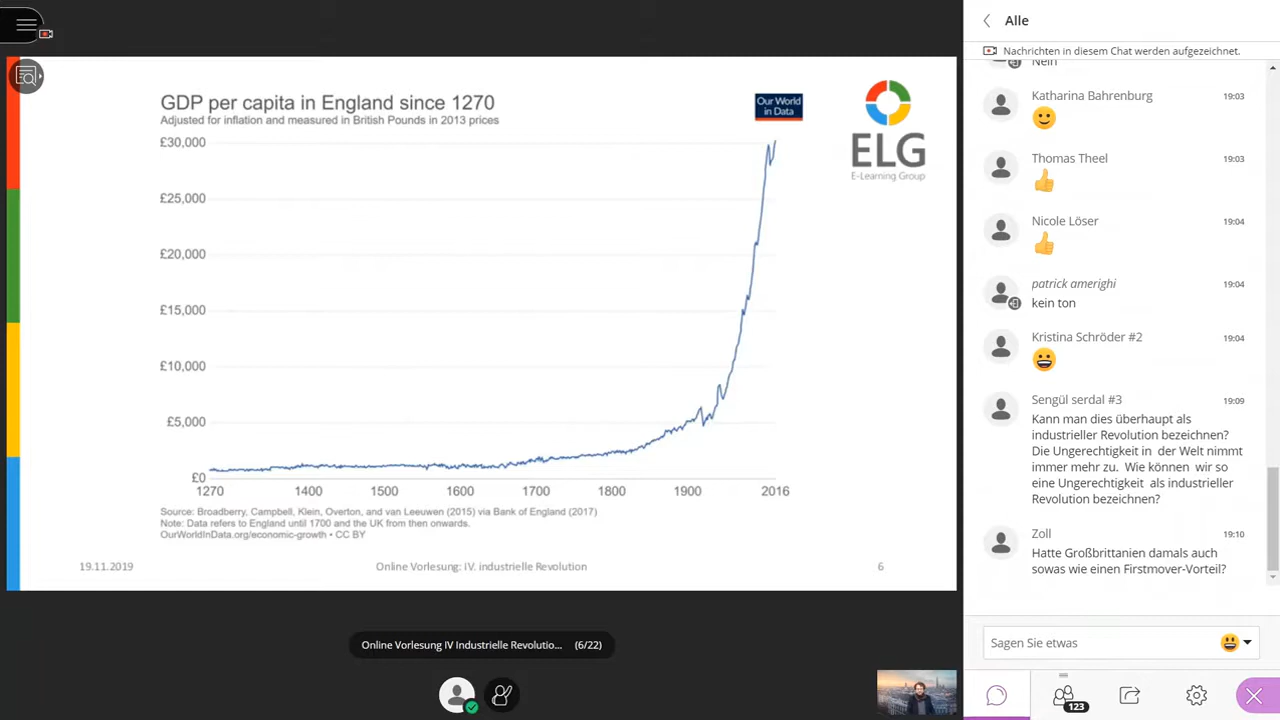 GDP per capita in England since 1270
Adjusted for inflation and measured in British Pounds in 2013 prices
Our World
in Data
ELG
E-Learning Group
£30,000
£25,000
£20,000
£15,000
£10,000
£5,000
£0
1270
1400
1500
1600
1700
1800
1900
2016
Source: Broadberry, Campbell, Klein, Overton, and van Leeuwen (2015) via Bank of England (2017)
Note: Data refers to England until 1700 and the UK from then onwards.
OurWorldInData.org/economic-growth • CC BY
19.11.2019
Online Vorlesung: IV. industrielle Revolution
6
Online Vorlesung IV Industrielle Revolutio... (6/22)
Alle
Nachrichten in diesem Chat werden aufgezeichnet.
Nein
Katharina Bahrenburg 19:03
Thomas Theel 19:03
Nicole Löser 19:04
patrick amerighi 19:04
kein ton
Kristina Schröder #2 19:04
Sengül serdal #3 19:09
Kann man dies überhaupt als
industrieller Revolution bezeichnen?
Die Ungerechtigkeit in der Welt nimmt
immer mehr zu. Wie können wir so
eine Ungerechtigkeit als industrieller
Revolution bezeichnen?
Zoll 19:10
Hatte Großbrittanien damals auch
sowas wie einen Firstmover-Vorteil?
Sagen Sie etwas
123